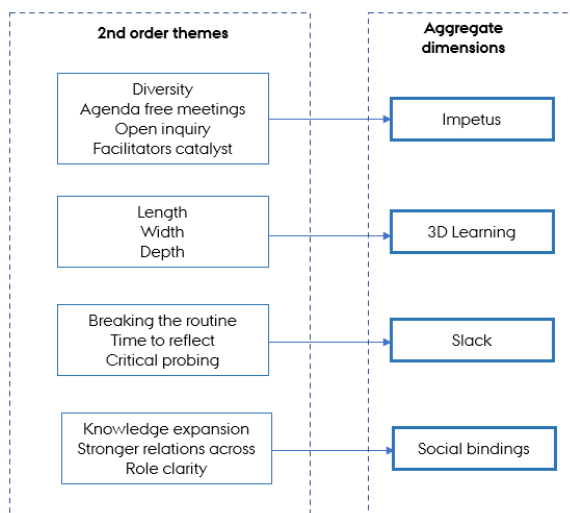 2nd order themes
Aggregate
dimensions
Diversity
Agenda free meetings
Open inquiry
Facilitators catalyst
Impetus
Length
Width
Depth
3D Learning
Breaking the routine
Time to reflect
Critical probing
Slack
Knowledge expansion
Stronger relations across
Role clarity
Social bindings